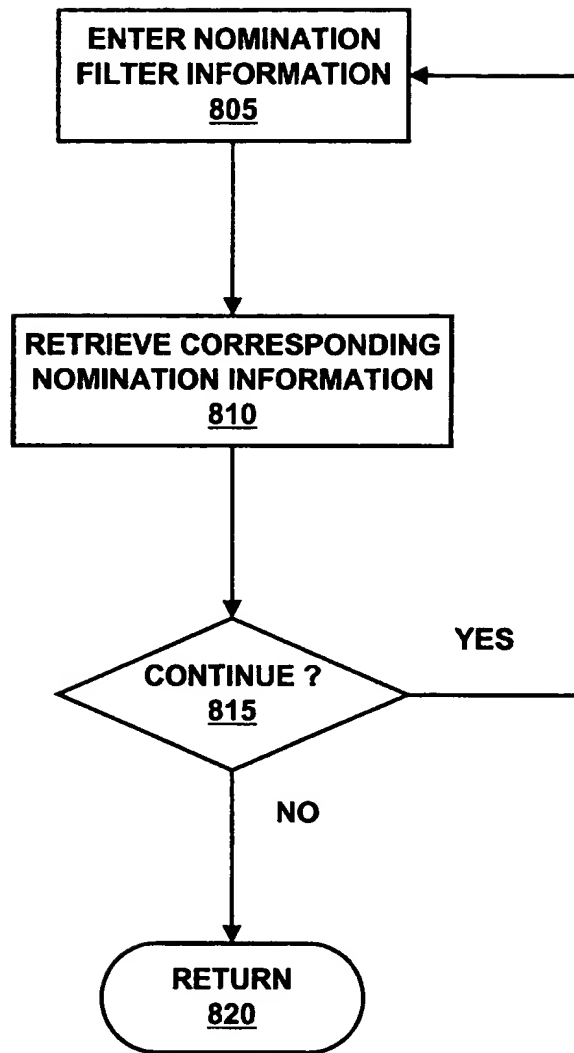 ENTER NOMINATION
FILTER INFORMATION
805
RETRIEVE CORRESPONDING
NOMINATION INFORMATION
810
YES
CONTINUE ?
815
NO
RETURN
820